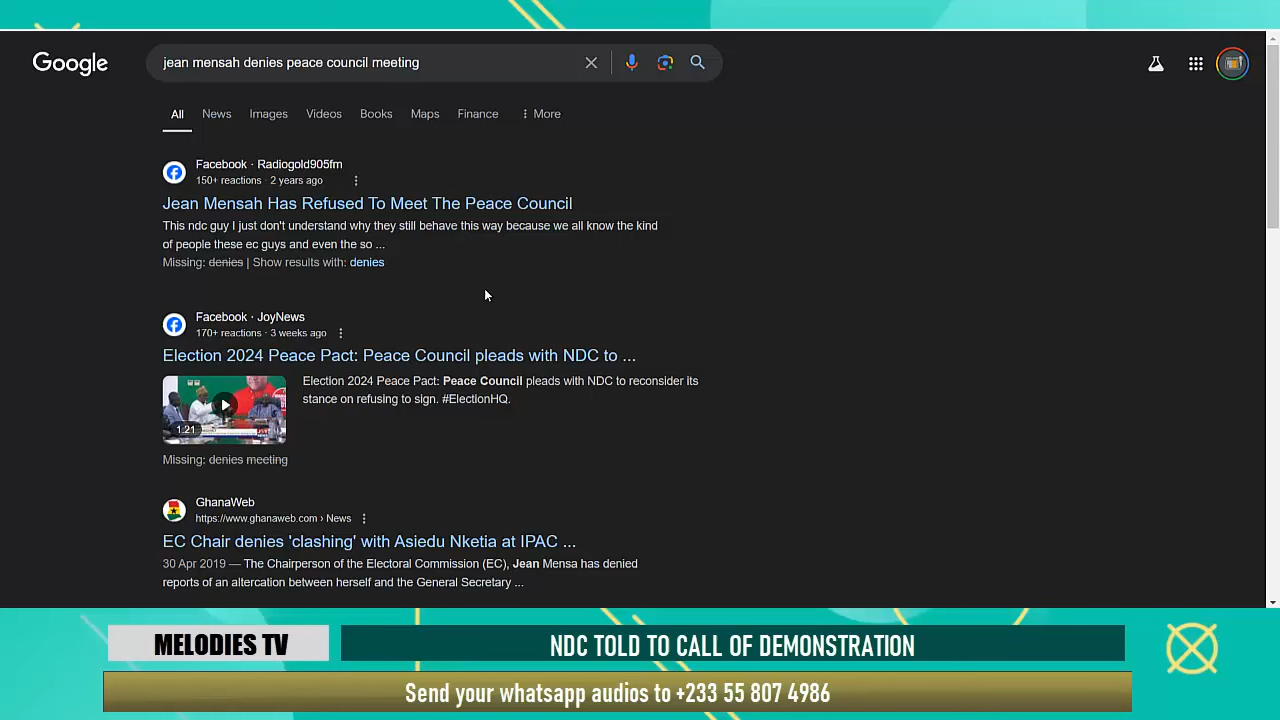 Google
jean mensah denies peace council meeting
All News Images Videos Books Maps Finance More
Facebook · Radiogold905fm
150+ reactions · 2 years ago
Jean Mensah Has Refused To Meet The Peace Council
This ndc guy I just don't understand why they still behave this way because we all know the kind
of people these ec guys and even the so ...
Missing: denies | Show results with: denies
Facebook · JoyNews
170+ reactions · 3 weeks ago
Election 2024 Peace Pact: Peace Council pleads with NDC to ...
1:21
Election 2024 Peace Pact: Peace Council pleads with NDC to reconsider its
stance on refusing to sign. #ElectionHQ.
Missing: denies meeting
GhanaWeb
https://www.ghanaweb.com › News
EC Chair denies 'clashing' with Asiedu Nketia at IPAC ...
30 Apr 2019 — The Chairperson of the Electoral Commission (EC), Jean Mensa has denied
reports of an altercation between herself and the General Secretary ...
MELODIES TV
NDC TOLD TO CALL OF DEMONSTRATION
Send your whatsapp audios to +233 55 807 4986